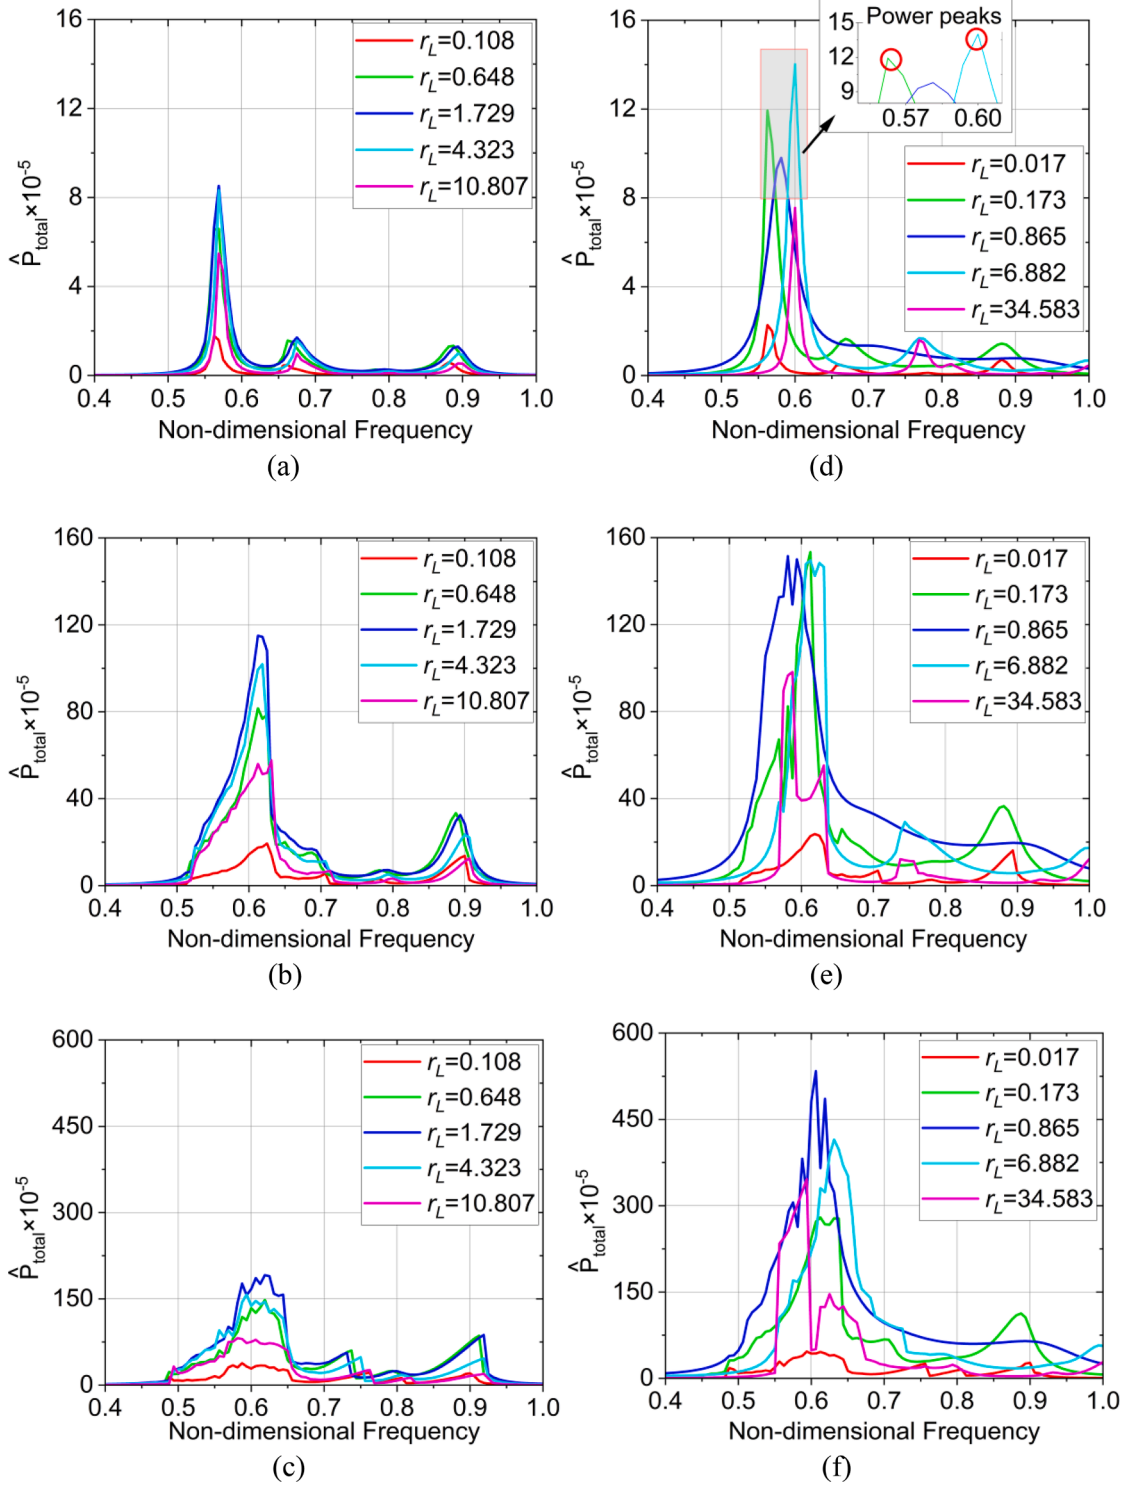 16
12
8
4
0
P̂total×10-5
rL=0.108
rL=0.648
rL=1.729
rL=4.323
rL=10.807
0.4 0.5 0.6 0.7 0.8 0.9 1.0
Non-dimensional Frequency
(a)
16
12
8
4
0
P̂total×10-5
Power peaks
15
12
9
0.57 0.60
rL=0.017
rL=0.173
rL=0.865
rL=6.882
rL=34.583
0.4 0.5 0.6 0.7 0.8 0.9 1.0
Non-dimensional Frequency
(d)
160
120
80
40
0
P̂total×10-5
rL=0.108
rL=0.648
rL=1.729
rL=4.323
rL=10.807
0.4 0.5 0.6 0.7 0.8 0.9 1.0
Non-dimensional Frequency
(b)
160
120
80
40
0
P̂total×10-5
rL=0.017
rL=0.173
rL=0.865
rL=6.882
rL=34.583
0.4 0.5 0.6 0.7 0.8 0.9 1.0
Non-dimensional Frequency
(e)
600
450
300
150
0
P̂total×10-5
rL=0.108
rL=0.648
rL=1.729
rL=4.323
rL=10.807
0.4 0.5 0.6 0.7 0.8 0.9 1.0
Non-dimensional Frequency
(c)
600
450
300
150
0
P̂total×10-5
rL=0.017
rL=0.173
rL=0.865
rL=6.882
rL=34.583
0.4 0.5 0.6 0.7 0.8 0.9 1.0
Non-dimensional Frequency
(f)